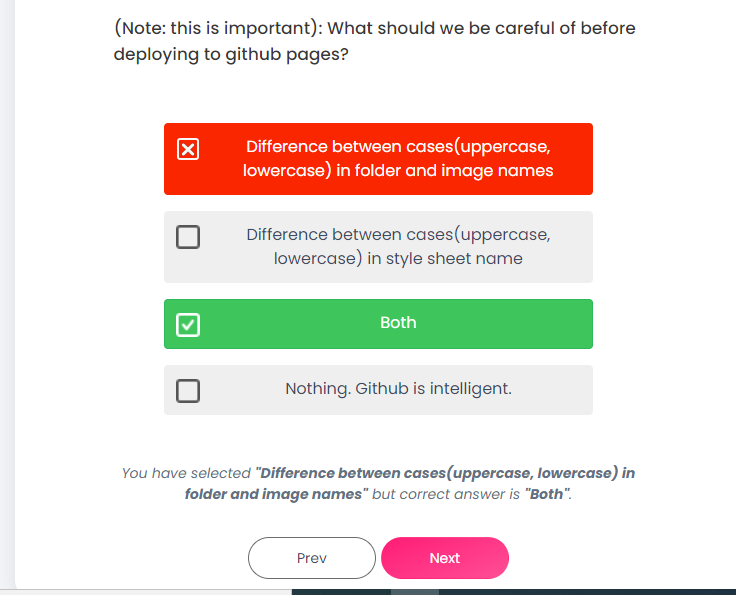 (Note: this is important): What should we be careful of before
deploying to github pages?
Difference between cases(uppercase,
lowercase) in folder and image names
Difference between cases(uppercase,
lowercase) in style sheet name
Both
Nothing. Github is intelligent.
You have selected "Difference between cases(uppercase, lowercase) in
folder and image names" but correct answer is "Both".
Prev
Next